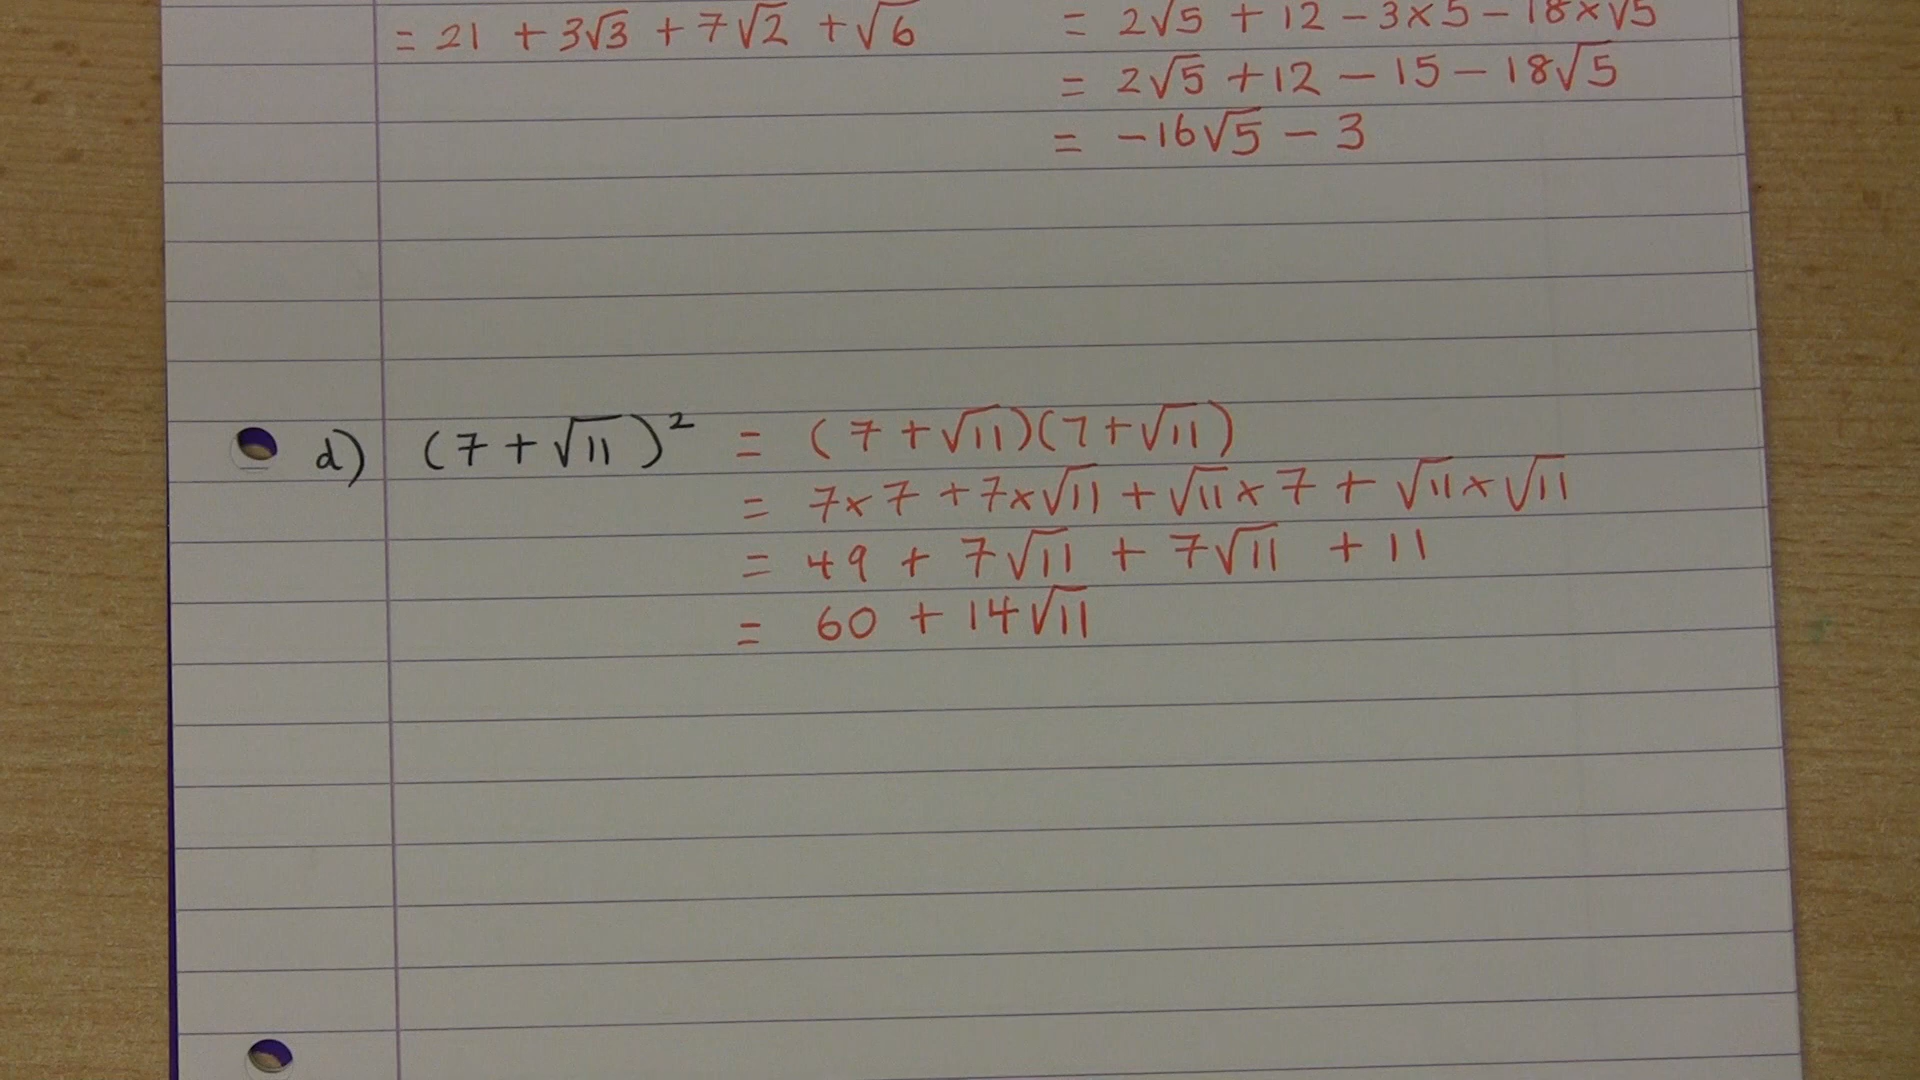 = 21 + 3√3 + 7√2 + √6
= 2√5 + 12 − 3×5 − 18×√5
= 2√5 + 12 − 15 − 18√5
= −16√5 − 3
d) (7 + √11)² = (7 + √11)(7 + √11)
= 7×7 + 7×√11 + √11×7 + √11×√11
= 49 + 7√11 + 7√11 + 11
= 60 + 14√11